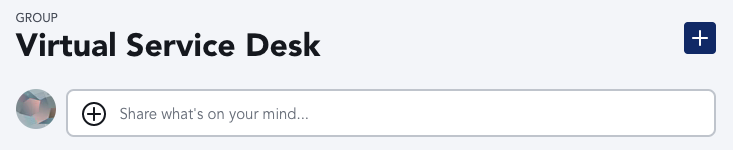 GROUP
Virtual Service Desk
Share what's on your mind...